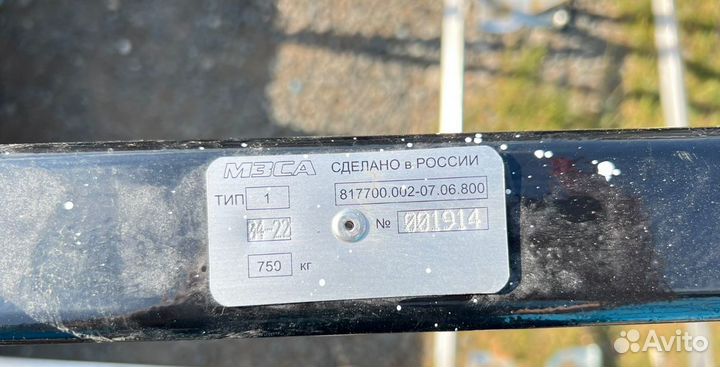 МЗСА СДЕЛАНО в РОССИИ
ТИП 1 817700.002-07.06.800
04-22 № 001914
750 кг
Avito